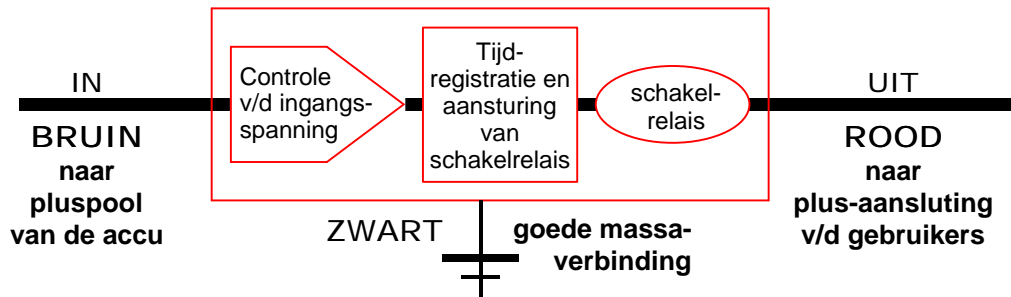 IN
BRUIN
naar
pluspool
van de accu
Controle
v/d ingangs-
spanning
Tijd-
registratie en
aansturing
van
schakelrelais
schakel-
relais
UIT
ROOD
naar
plus-aansluting
v/d gebruikers
ZWART
goede massa-
verbinding